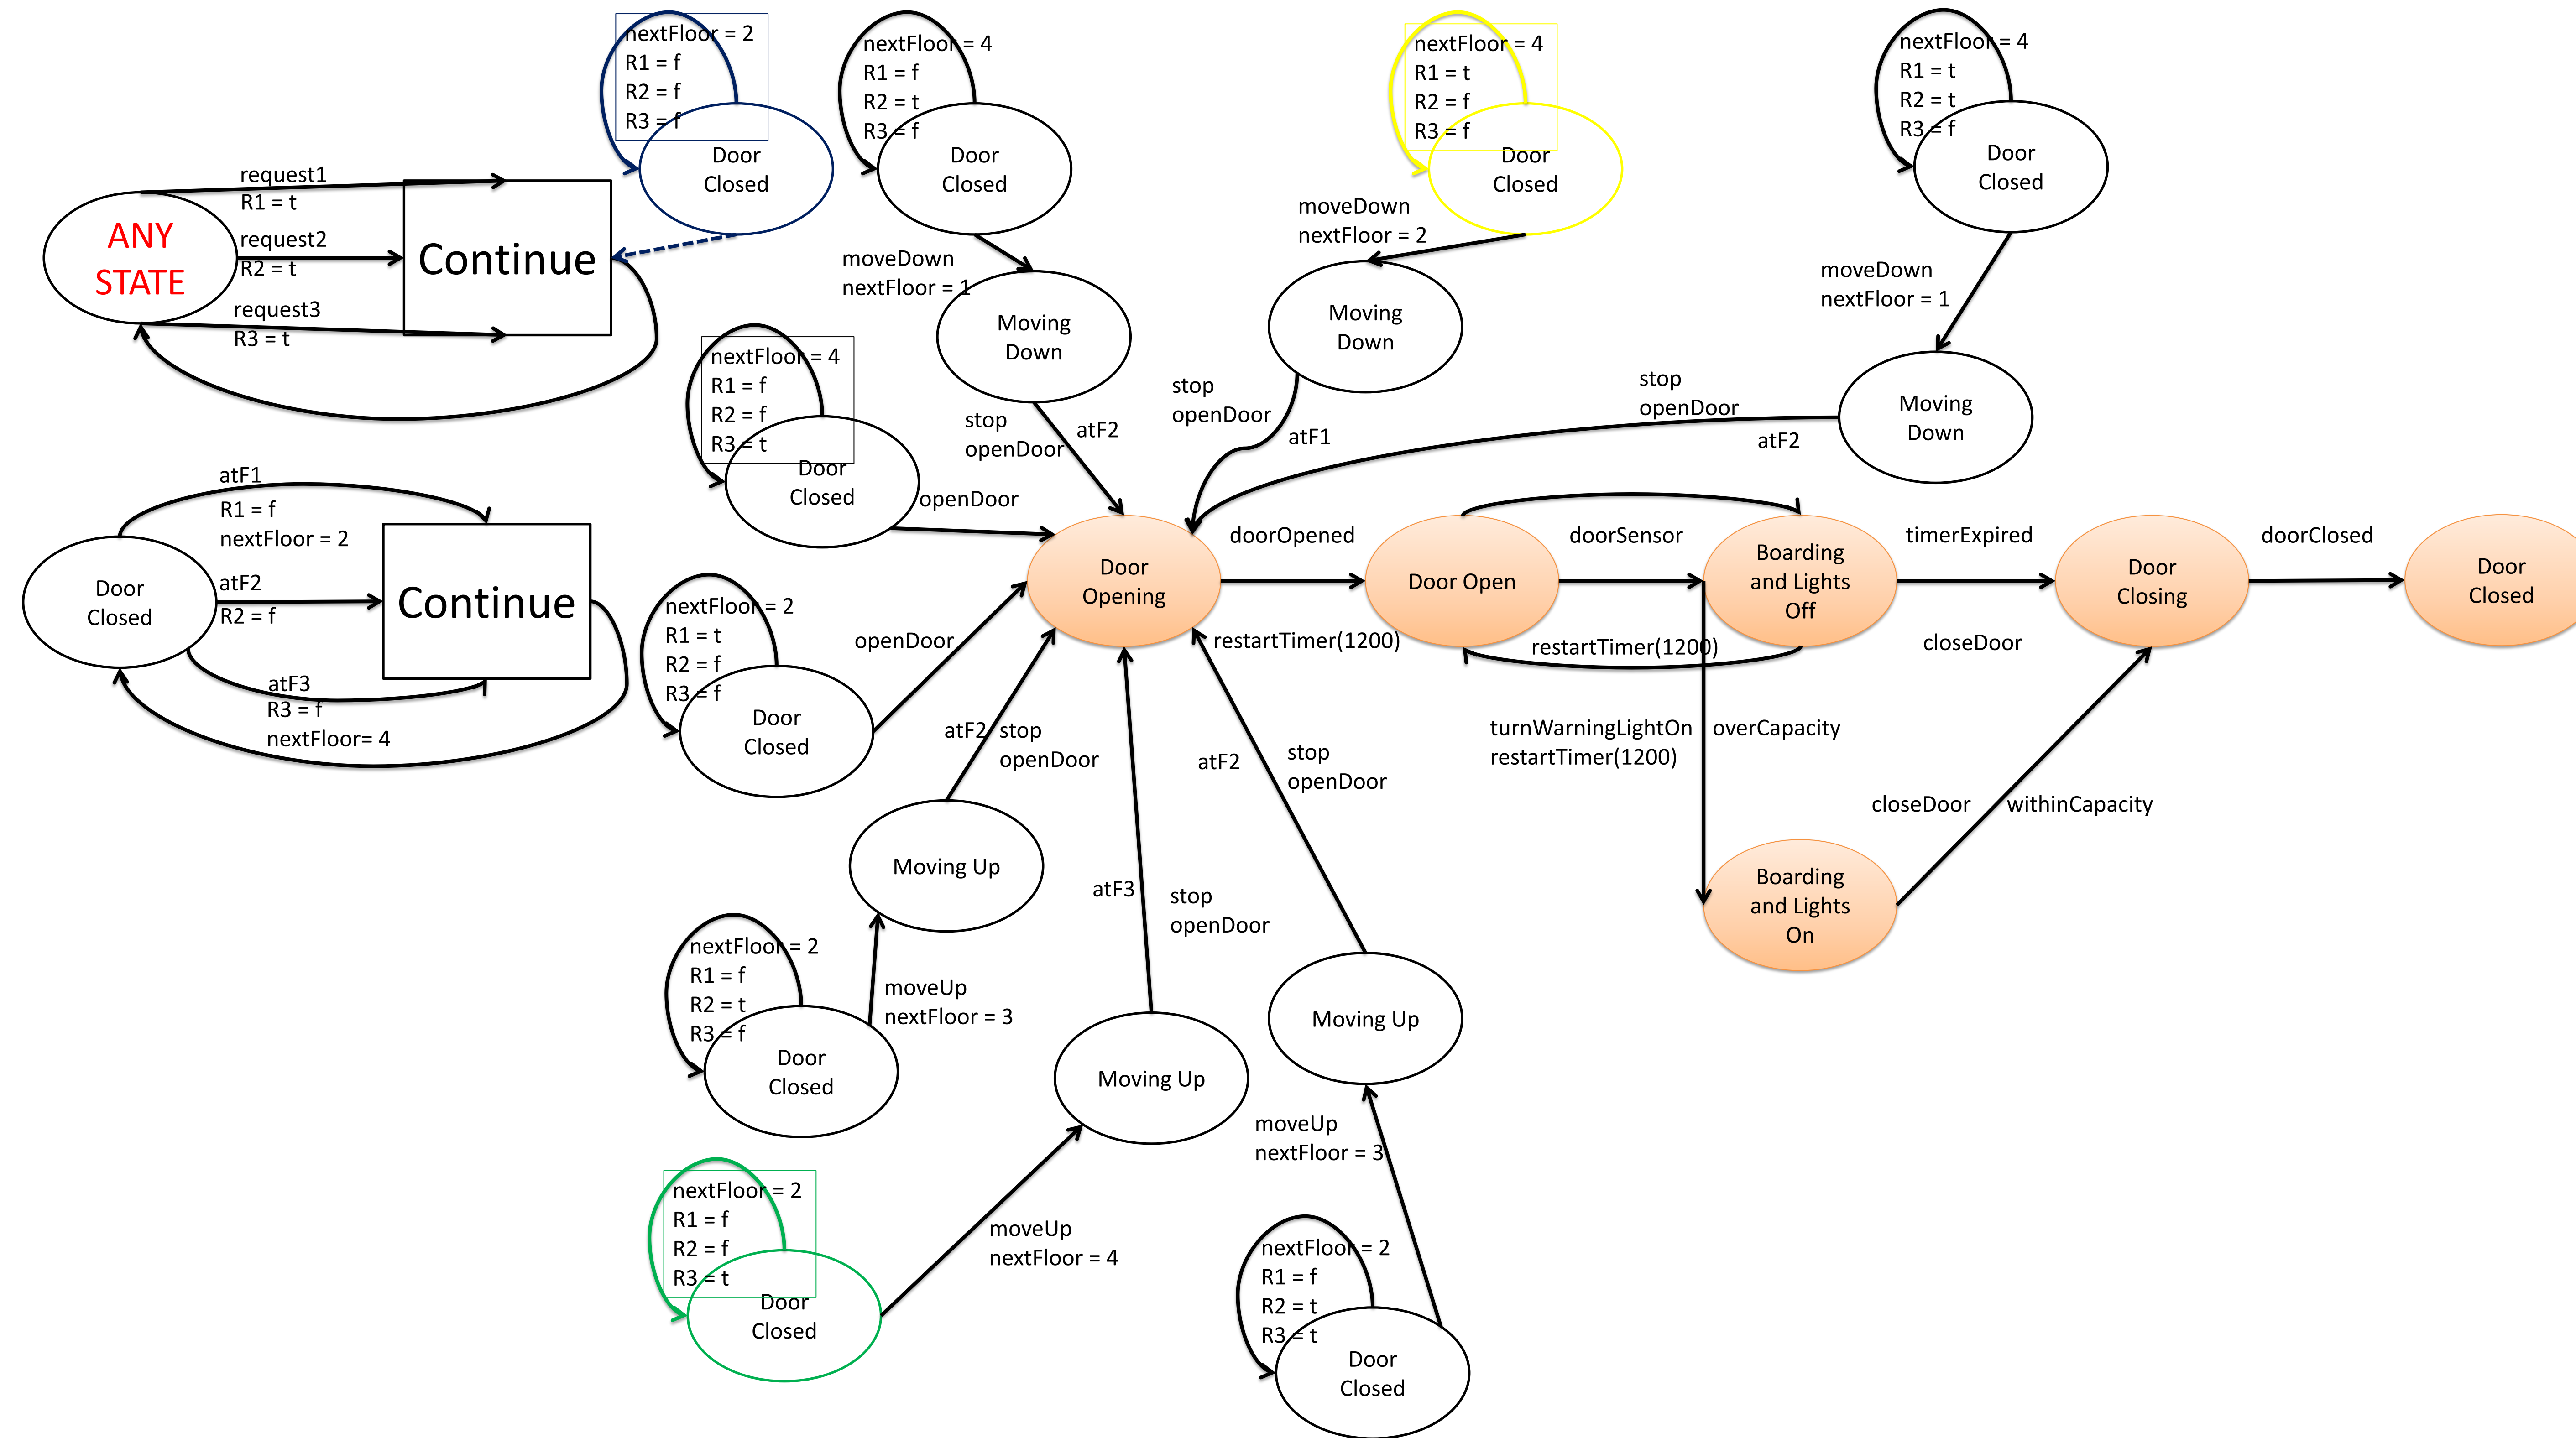 request1
R1 = t
ANY
STATE
request2
R2 = t
request3
R3 = t
Continue
nextFloor = 2
R1 = f
R2 = f
R3 = f
Door
Closed
nextFloor = 4
R1 = f
R2 = t
R3 = f
Door
Closed
moveDown
nextFloor = 1
Moving
Down
stop
openDoor
atF2
nextFloor = 4
R1 = t
R2 = f
R3 = f
Door
Closed
moveDown
nextFloor = 2
Moving
Down
stop
openDoor
atF1
nextFloor = 4
R1 = t
R2 = t
R3 = f
Door
Closed
moveDown
nextFloor = 1
Moving
Down
stop
openDoor
atF2
nextFloor = 4
R1 = f
R2 = f
R3 = t
Door
Closed
openDoor
atF1
R1 = f
nextFloor = 2
Door
Closed
atF2
R2 = f
atF3
R3 = f
nextFloor= 4
Continue
Door
Opening
doorOpened
restartTimer(1200)
Door Open
doorSensor
restartTimer(1200)
Boarding
and Lights
Off
timerExpired
closeDoor
Door
Closing
doorClosed
Door
Closed
turnWarningLightOn
restartTimer(1200)
overCapacity
Boarding
and Lights
On
closeDoor
withinCapacity
nextFloor = 2
R1 = t
R2 = f
R3 = f
Door
Closed
openDoor
atF2
stop
openDoor
Moving Up
nextFloor = 2
R1 = f
R2 = t
R3 = f
Door
Closed
moveUp
nextFloor = 3
atF3
stop
openDoor
Moving Up
nextFloor = 2
R1 = f
R2 = f
R3 = t
Door
Closed
moveUp
nextFloor = 4
atF2
stop
openDoor
Moving Up
moveUp
nextFloor = 3
nextFloor = 2
R1 = f
R2 = t
R3 = t
Door
Closed